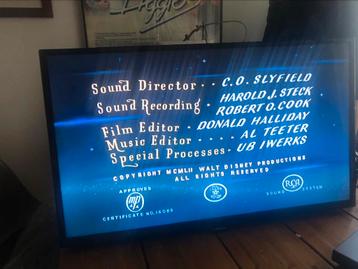 Sound Director - - C.O. SLYFIELD
Sound Recording - HAROLD J. STECK
ROBERT O. COOK
Film Editor - DONALD HALLIDAY
Music Editor - - - AL TEETER
Special Processes - UB IWERKS
COPYRIGHT MCMLII WALT DISNEY PRODUCTIONS
ALL RIGHTS RESERVED
APPROVED
CERTIFICATE NO. 16085
RCA
SOUND SYSTEM